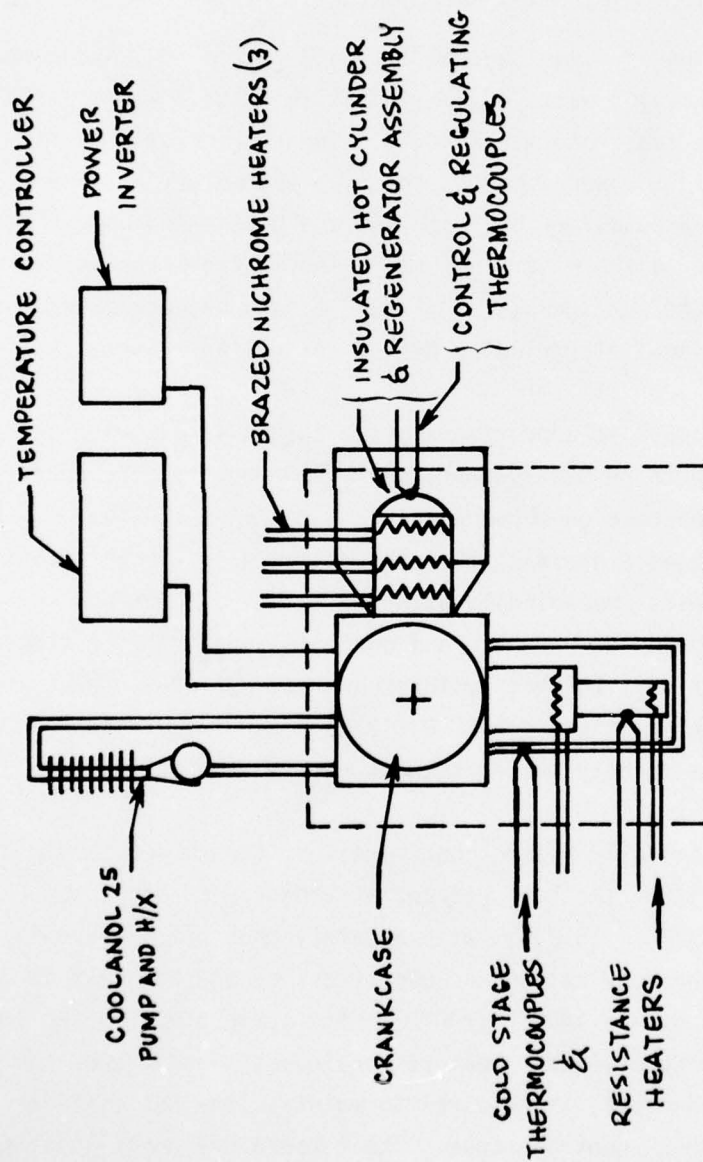 TEMPERATURE CONTROLLER
POWER
INVERTER
BRAZED NICHROME HEATERS (3)
INSULATED HOT CYLINDER
& REGENERATOR ASSEMBLY
CONTROL & REGULATING
THERMOCOUPLES
COOLANOL 25
PUMP AND H/X
CRANKCASE
COLD STAGE
THERMOCOUPLES
&
RESISTANCE
HEATERS